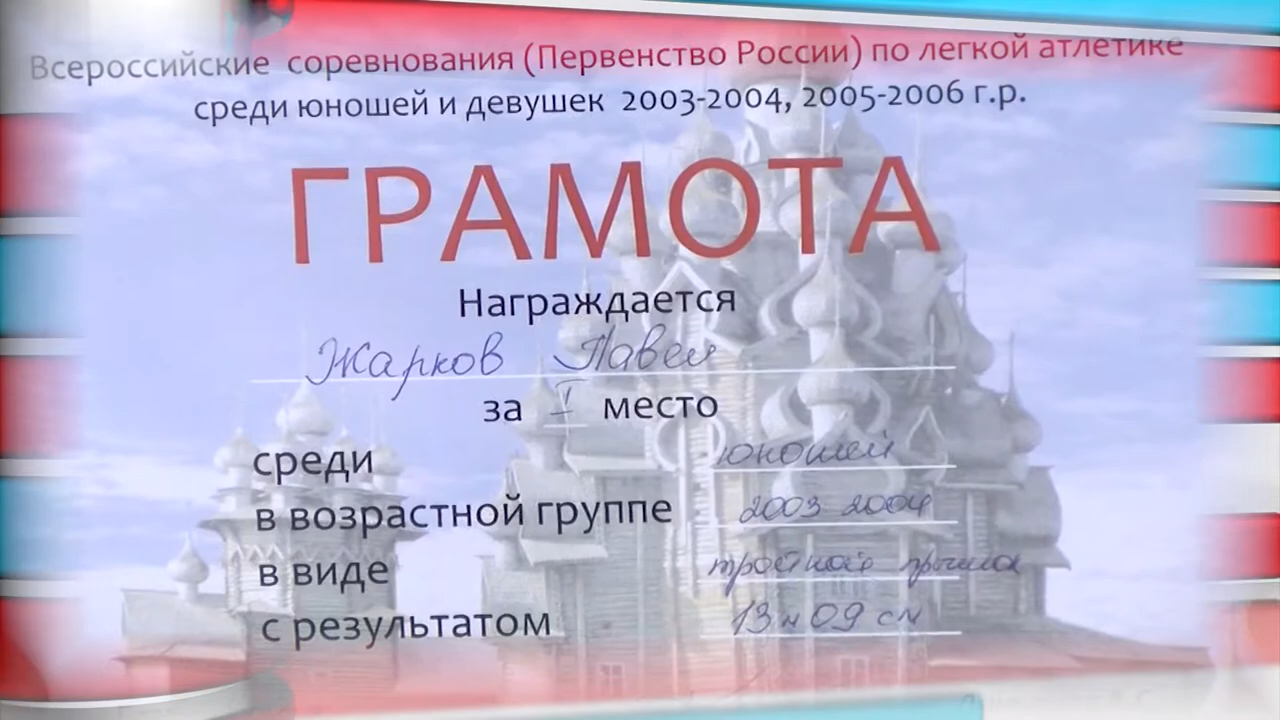 Всероссийские соревнования (Первенство России) по легкой атлетике
среди юношей и девушек 2003-2004, 2005-2006 г.р.
ГРАМОТА
Награждается
Жарков Павел
за I место
среди юношей
в возрастной группе 2003 2004
в виде тройной прыжок
с результатом 13 м 09 см